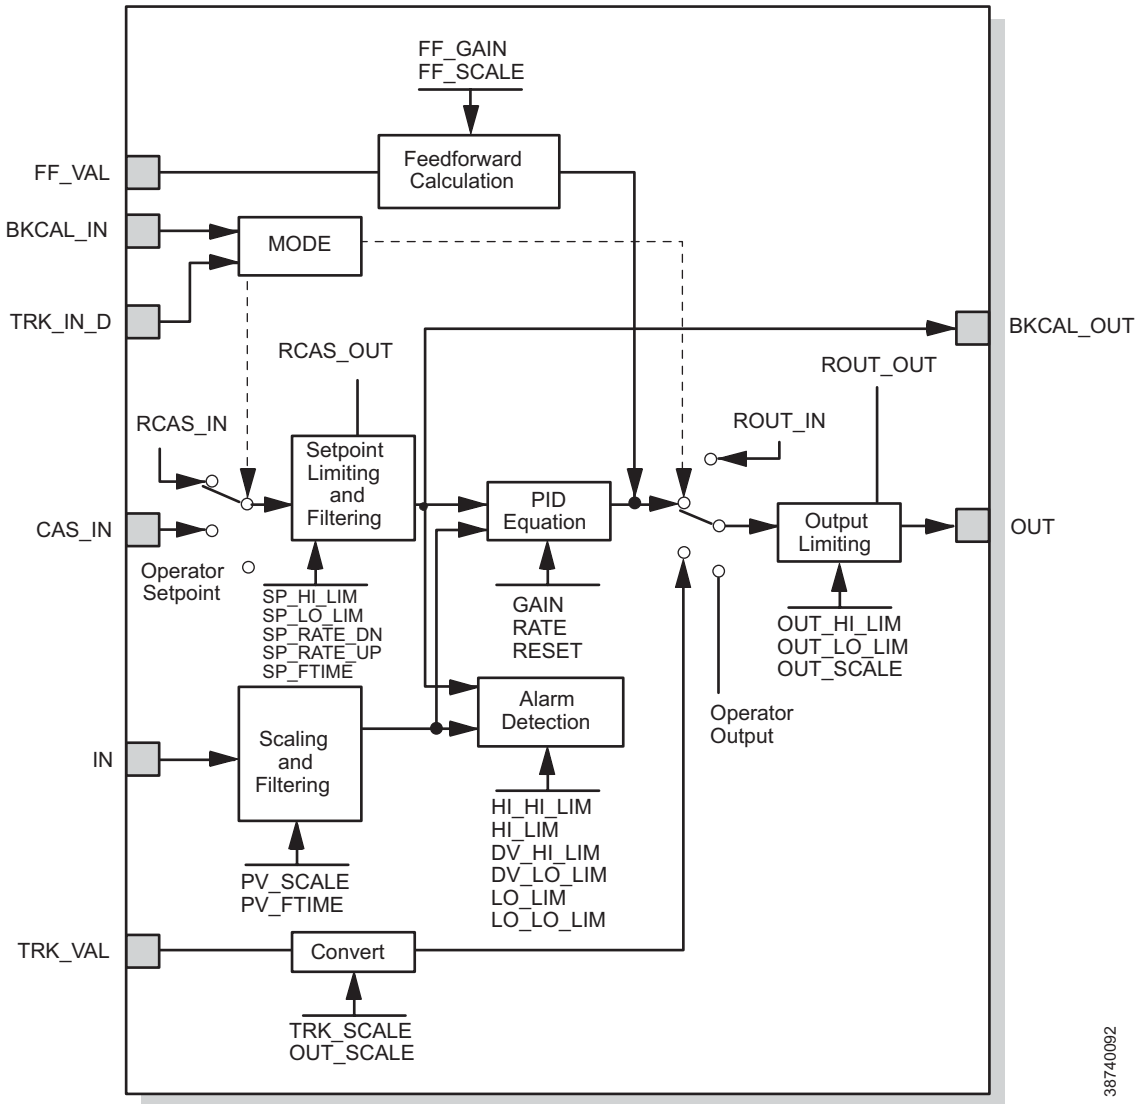 FF_GAIN
FF_SCALE
Feedforward
Calculation
FF_VAL
BKCAL_IN
MODE
TRK_IN_D
BKCAL_OUT
RCAS_OUT
ROUT_OUT
RCAS_IN
ROUT_IN
Setpoint
Limiting
and
Filtering
PID
Equation
Output
Limiting
CAS_IN
OUT
Operator
Setpoint
SP_HI_LIM
SP_LO_LIM
SP_RATE_DN
SP_RATE_UP
SP_FTIME
GAIN
RATE
RESET
OUT_HI_LIM
OUT_LO_LIM
OUT_SCALE
Alarm
Detection
Operator
Output
IN
Scaling
and
Filtering
HI_HI_LIM
HI_LIM
DV_HI_LIM
DV_LO_LIM
LO_LIM
LO_LO_LIM
PV_SCALE
PV_FTIME
TRK_VAL
Convert
TRK_SCALE
OUT_SCALE
38740092